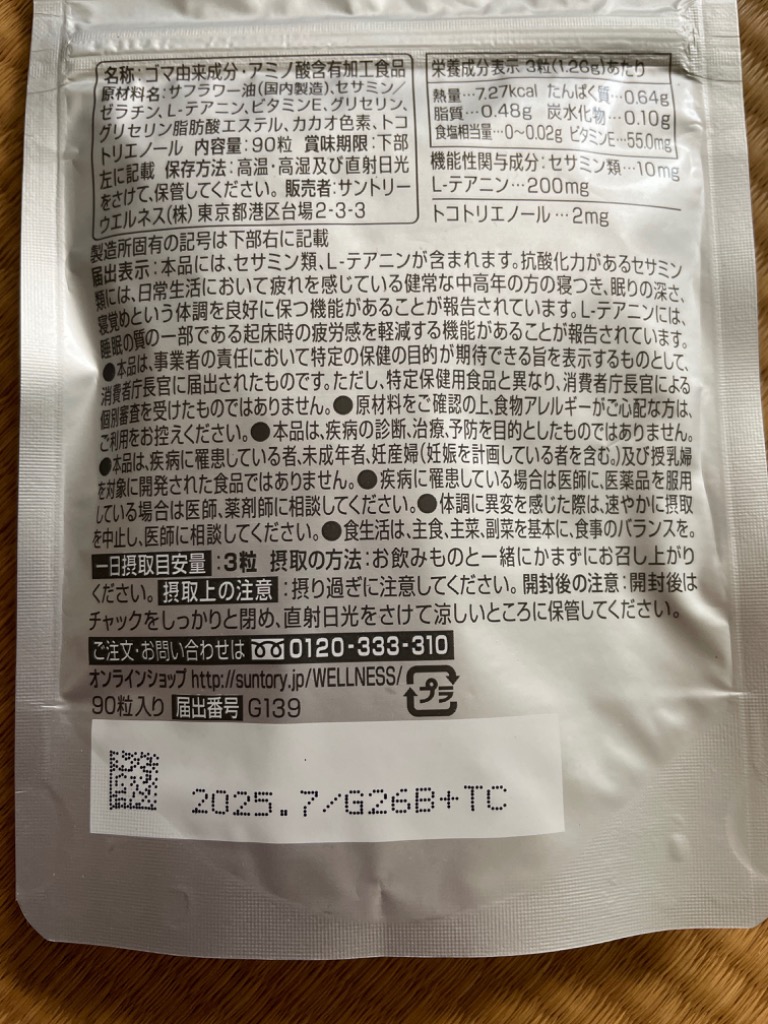 名称:ゴマ由来成分・アミノ酸含有加工食品
原材料名:サフラワー油(国内製造)、セサミン/
ゼラチン、L-テアニン、ビタミンE、グリセリン、
グリセリン脂肪酸エステル、カカオ色素、トコ
トリエノール 内容量:90粒 賞味期限:下部
左に記載 保存方法:高温・高湿及び直射日光
をさけて、保管してください。 販売者:サントリー
ウエルネス(株) 東京都港区台場2-3-3
栄養成分表示 3粒(1.26g)あたり
熱量…7.27kcal たんぱく質…0.64g
脂質…0.48g 炭水化物…0.10g
食塩相当量…0~0.02g ビタミンE…55.0mg
機能性関与成分:セサミン類…10mg
L-テアニン…200mg
トコトリエノール…2mg
製造所固有の記号は下部右に記載
届出表示:本品には、セサミン類、L-テアニンが含まれます。抗酸化力があるセサミン
類には、日常生活において疲れを感じている健常な中高年の方の寝つき、眠りの深さ、
寝覚めという体調を良好に保つ機能があることが報告されています。L-テアニンには、
睡眠の質の一部である起床時の疲労感を軽減する機能があることが報告されています。
●本品は、事業者の責任において特定の保健の目的が期待できる旨を表示するものとして、
消費者庁長官に届出されたものです。ただし、特定保健用食品と異なり、消費者庁長官による
個別審査を受けたものではありません。●原材料をご確認の上、食物アレルギーがご心配な方は、
ご利用をお控えください。●本品は、疾病の診断、治療、予防を目的としたものではありません。
●本品は、疾病に罹患している者、未成年者、妊産婦(妊娠を計画している者を含む。)及び授乳婦
を対象に開発された食品ではありません。●疾病に罹患している場合は医師に、医薬品を服用
している場合は医師、薬剤師に相談してください。●体調に異変を感じた際は、速やかに摂取
を中止し、医師に相談してください。●食生活は、主食、主菜、副菜を基本に、食事のバランスを。
一日摂取目安量:3粒 摂取の方法:お飲みものと一緒にかまずにお召し上がり
ください。 摂取上の注意:摂り過ぎに注意してください。開封後の注意:開封後は
チャックをしっかりと閉め、直射日光をさけて涼しいところに保管してください。
ご注文・お問い合わせは 0120-333-310
オンラインショップ http://suntory.jp/WELLNESS/
プラ
90粒入り 届出番号 G139
2025.7/G26B+TC